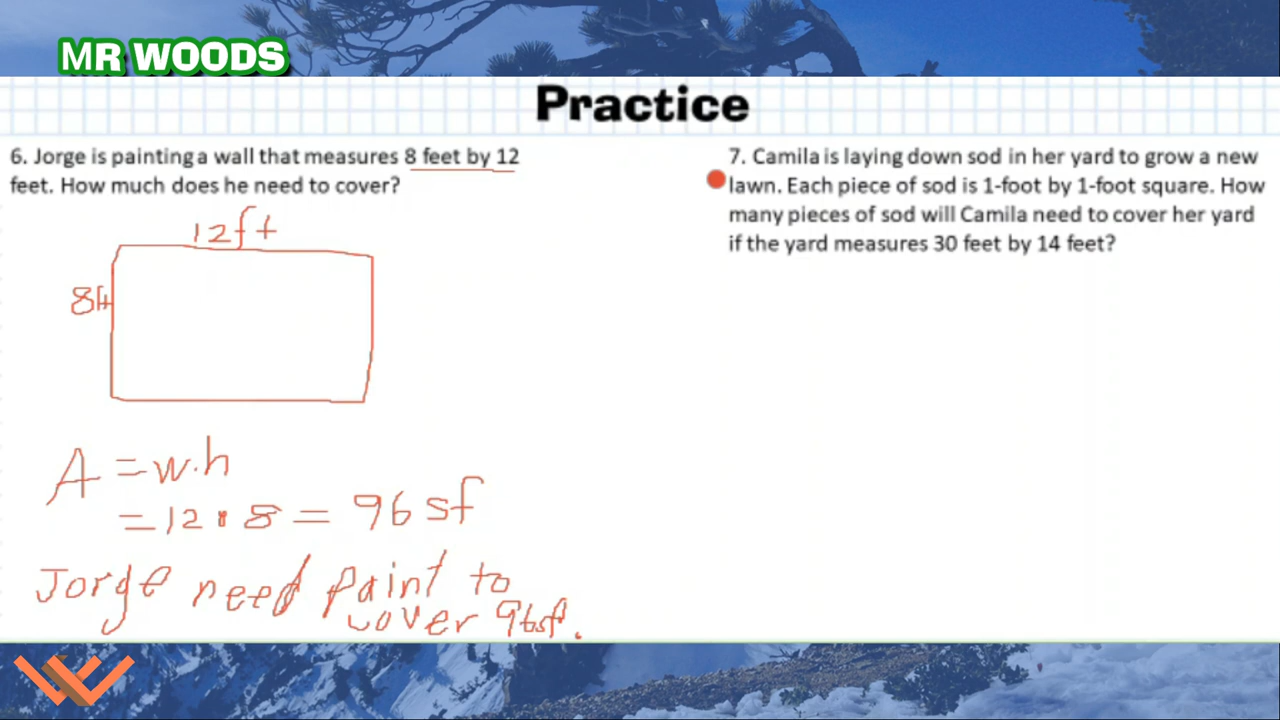 MR WOODS
Practice
6. Jorge is painting a wall that measures 8 feet by 12
feet. How much does he need to cover?
12ft
8ft
A = w.h
= 12 • 8 = 96 sf
Jorge need paint to
cover 96sf.
7. Camila is laying down sod in her yard to grow a new
lawn. Each piece of sod is 1-foot by 1-foot square. How
many pieces of sod will Camila need to cover her yard
if the yard measures 30 feet by 14 feet?